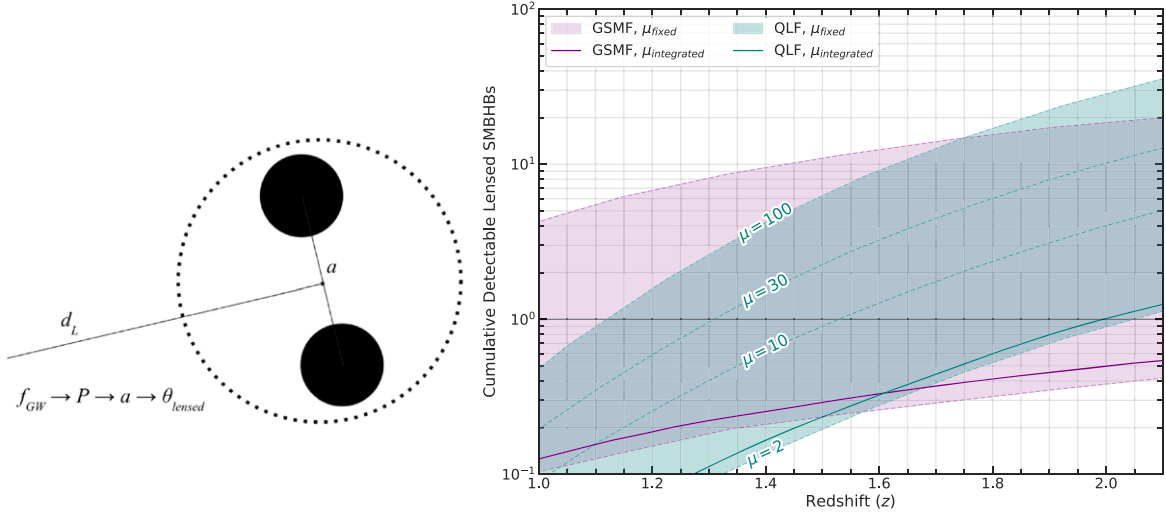 a
d_L
f_GW → P → a → θ_lensed
10^2
10^1
10^0
10^-1
Cumulative Detectable Lensed SMBHBs
GSMF, μ_fixed
GSMF, μ_integrated
QLF, μ_fixed
QLF, μ_integrated
μ = 100
μ = 30
μ = 10
μ = 2
1.0 1.2 1.4 1.6 1.8 2.0
Redshift (z)